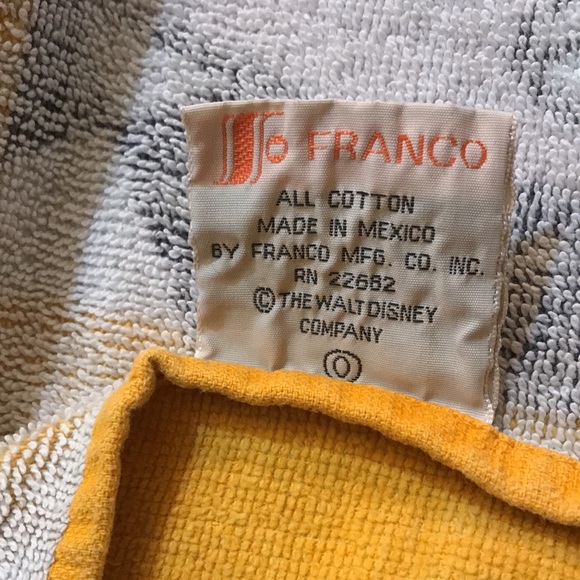 FRANCO
ALL COTTON
MADE IN MEXICO
BY FRANCO MFG. CO. INC.
RN 22682
© THE WALT DISNEY
COMPANY
O